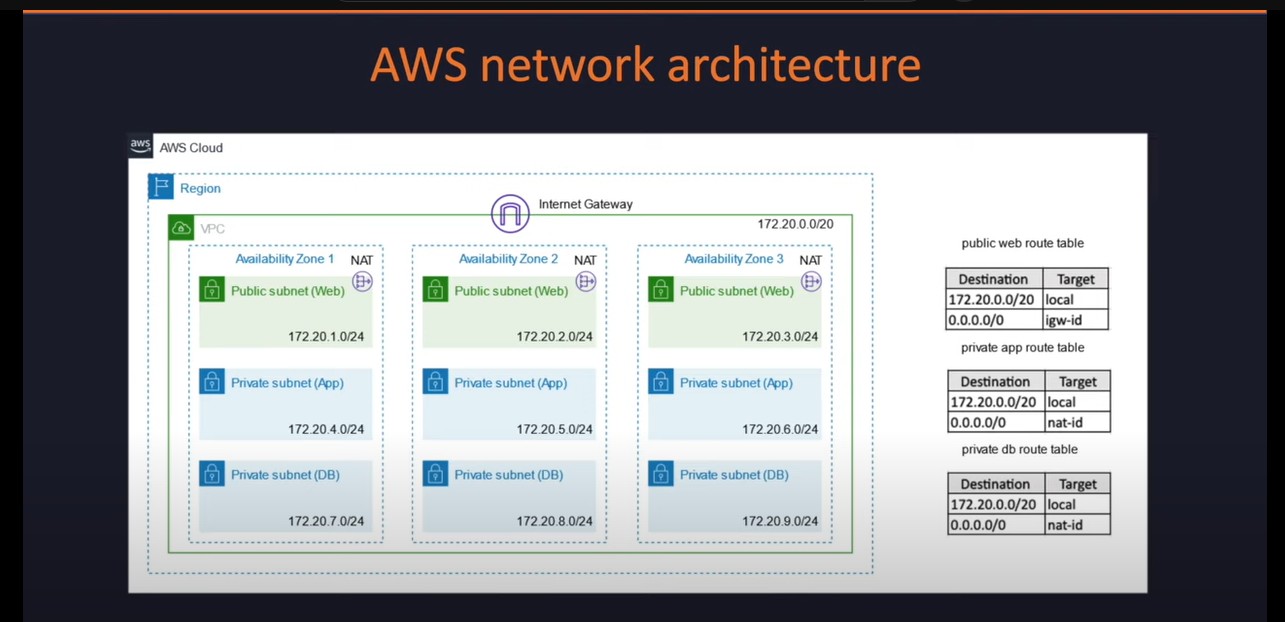 AWS network architecture
aws
AWS Cloud
Region
Internet Gateway
VPC
172.20.0.0/20
Availability Zone 1
NAT
Public subnet (Web)
172.20.1.0/24
Private subnet (App)
172.20.4.0/24
Private subnet (DB)
172.20.7.0/24
Availability Zone 2
NAT
Public subnet (Web)
172.20.2.0/24
Private subnet (App)
172.20.5.0/24
Private subnet (DB)
172.20.8.0/24
Availability Zone 3
NAT
Public subnet (Web)
172.20.3.0/24
Private subnet (App)
172.20.6.0/24
Private subnet (DB)
172.20.9.0/24
public web route table
Destination Target
172.20.0.0/20 local
0.0.0.0/0 igw-id
private app route table
Destination Target
172.20.0.0/20 local
0.0.0.0/0 nat-id
private db route table
Destination Target
172.20.0.0/20 local
0.0.0.0/0 nat-id